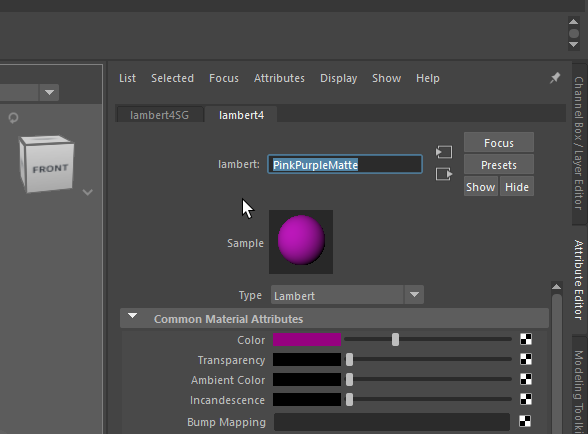 List Selected Focus Attributes Display Show Help
lambert4SG lambert4
FRONT
lambert: PinkPurpleMatte
Focus
Presets
Show Hide
Sample
Type Lambert
Common Material Attributes
Color
Transparency
Ambient Color
Incandescence
Bump Mapping
Channel Box / Layer Editor
Attribute Editor
Modeling Toolki